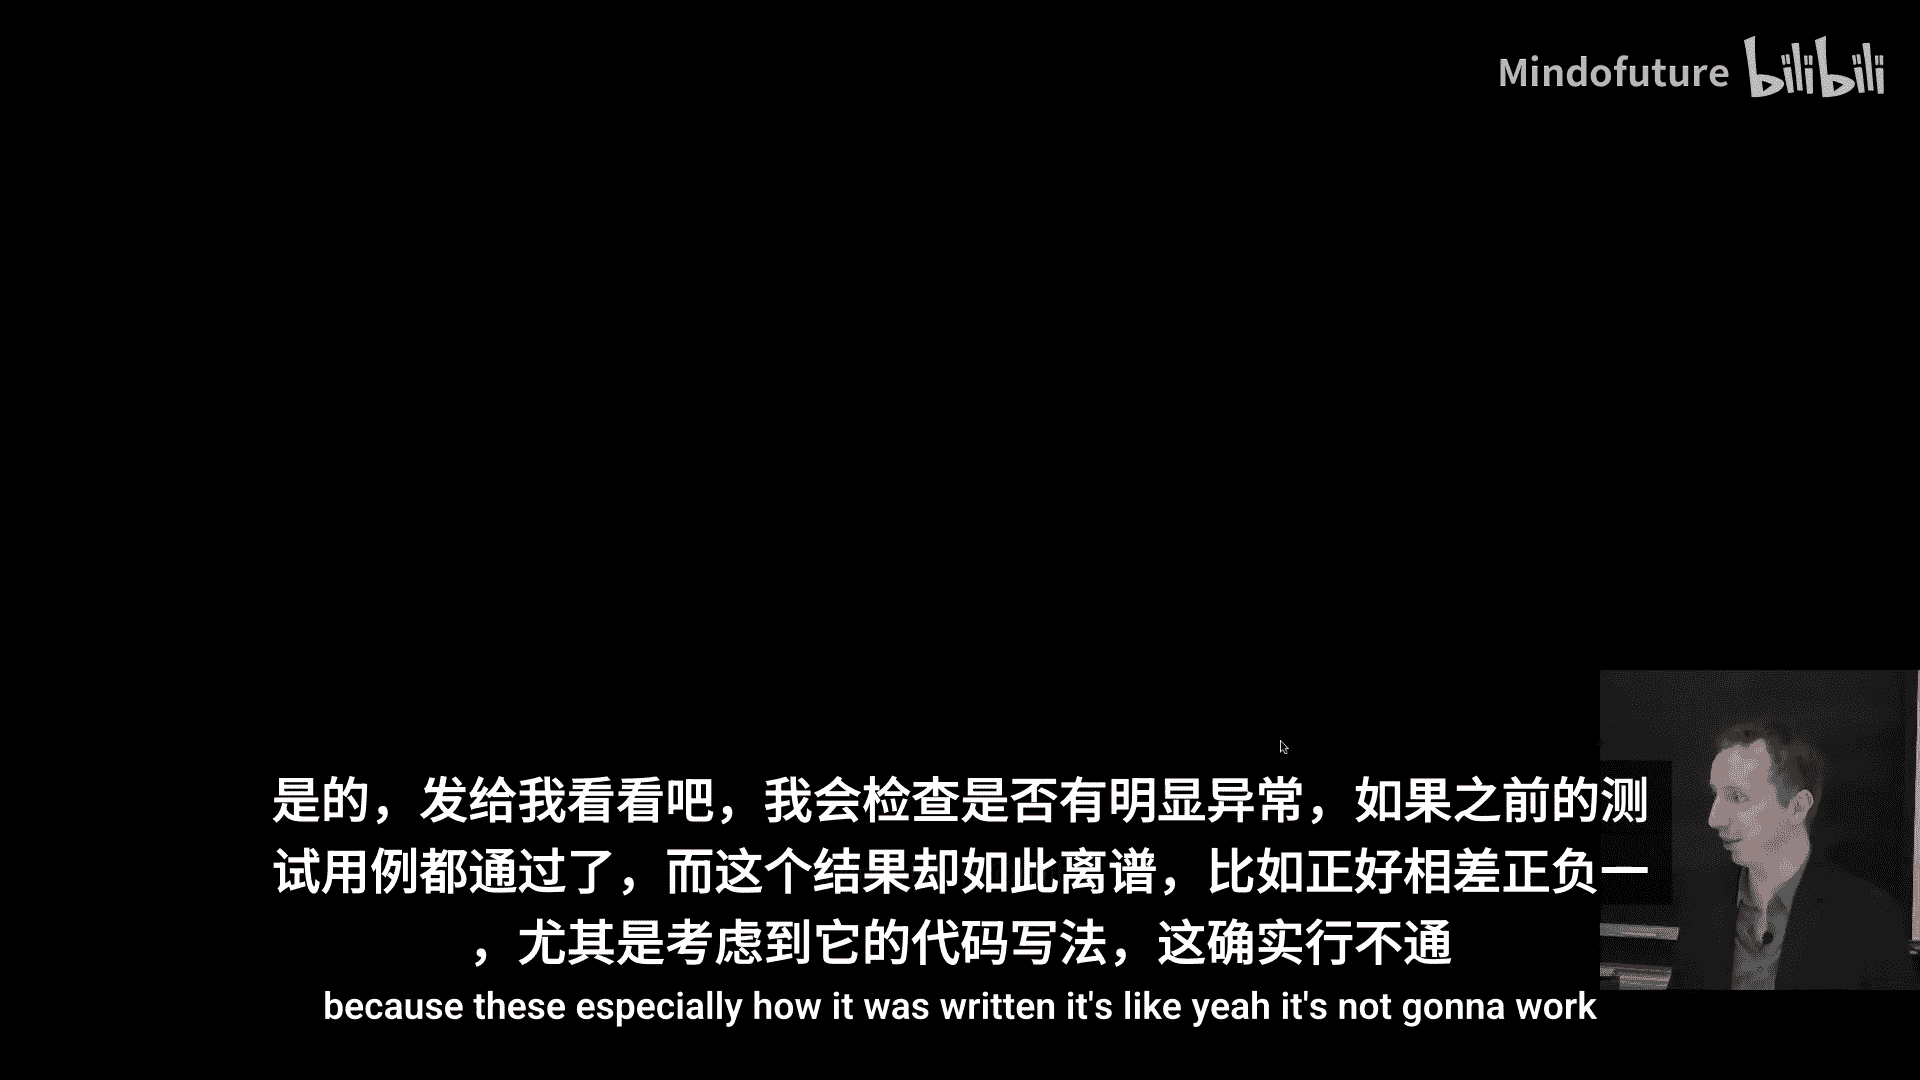 Mindofuture bilibili
是的，发给我看看吧，我会检查是否有明显异常，如果之前的测
试用例都通过了，而这个结果却如此离谱，比如正好相差正负一
，尤其是考虑到它的代码写法，这确实行不通
because these especially how it was written it's like yeah it's not gonna work